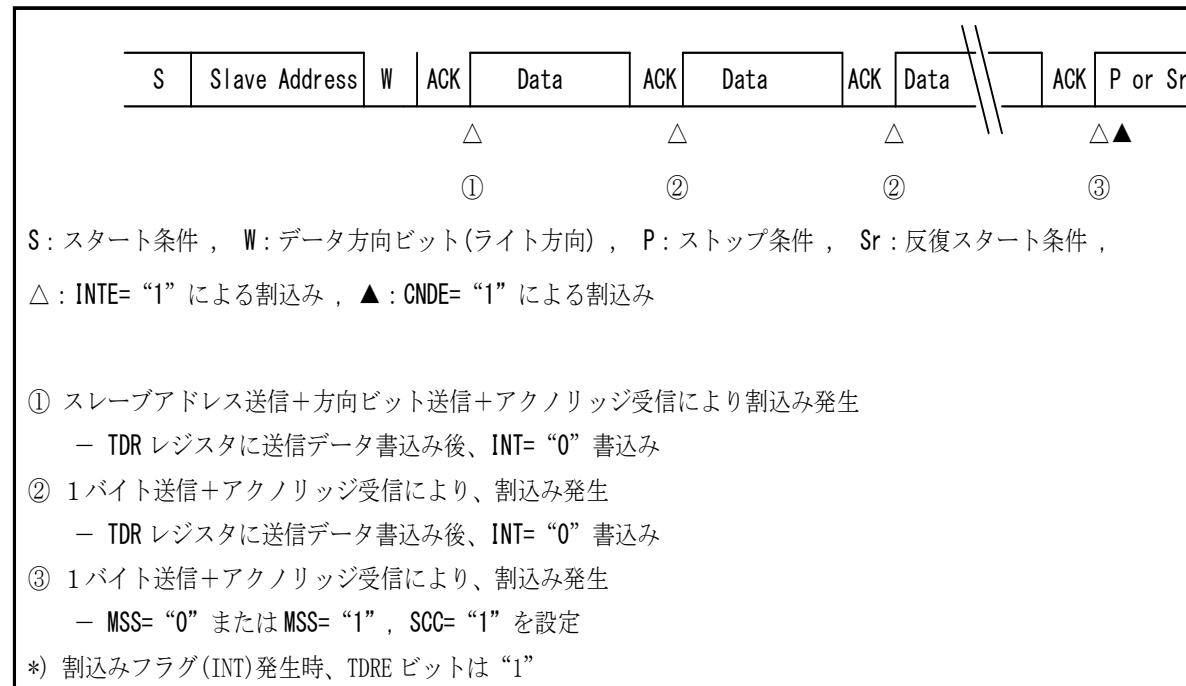 S Slave Address W ACK Data ACK Data ACK Data ACK P or Sr
△ △ △ △▲
① ② ② ③
S:スタート条件 , W:データ方向ビット(ライト方向) , P:ストップ条件 , Sr:反復スタート条件 ,
△:INTE=“1”による割込み , ▲:CNDE=“1”による割込み
① スレーブアドレス送信+方向ビット送信+アクノリッジ受信により割込み発生
- TDR レジスタに送信データ書込み後、INT=“0”書込み
② 1バイト送信+アクノリッジ受信により、割込み発生
- TDR レジスタに送信データ書込み後、INT=“0”書込み
③ 1バイト送信+アクノリッジ受信により、割込み発生
- MSS=“0”または MSS=“1”, SCC=“1”を設定
*) 割込みフラグ(INT)発生時、TDRE ビットは“1”